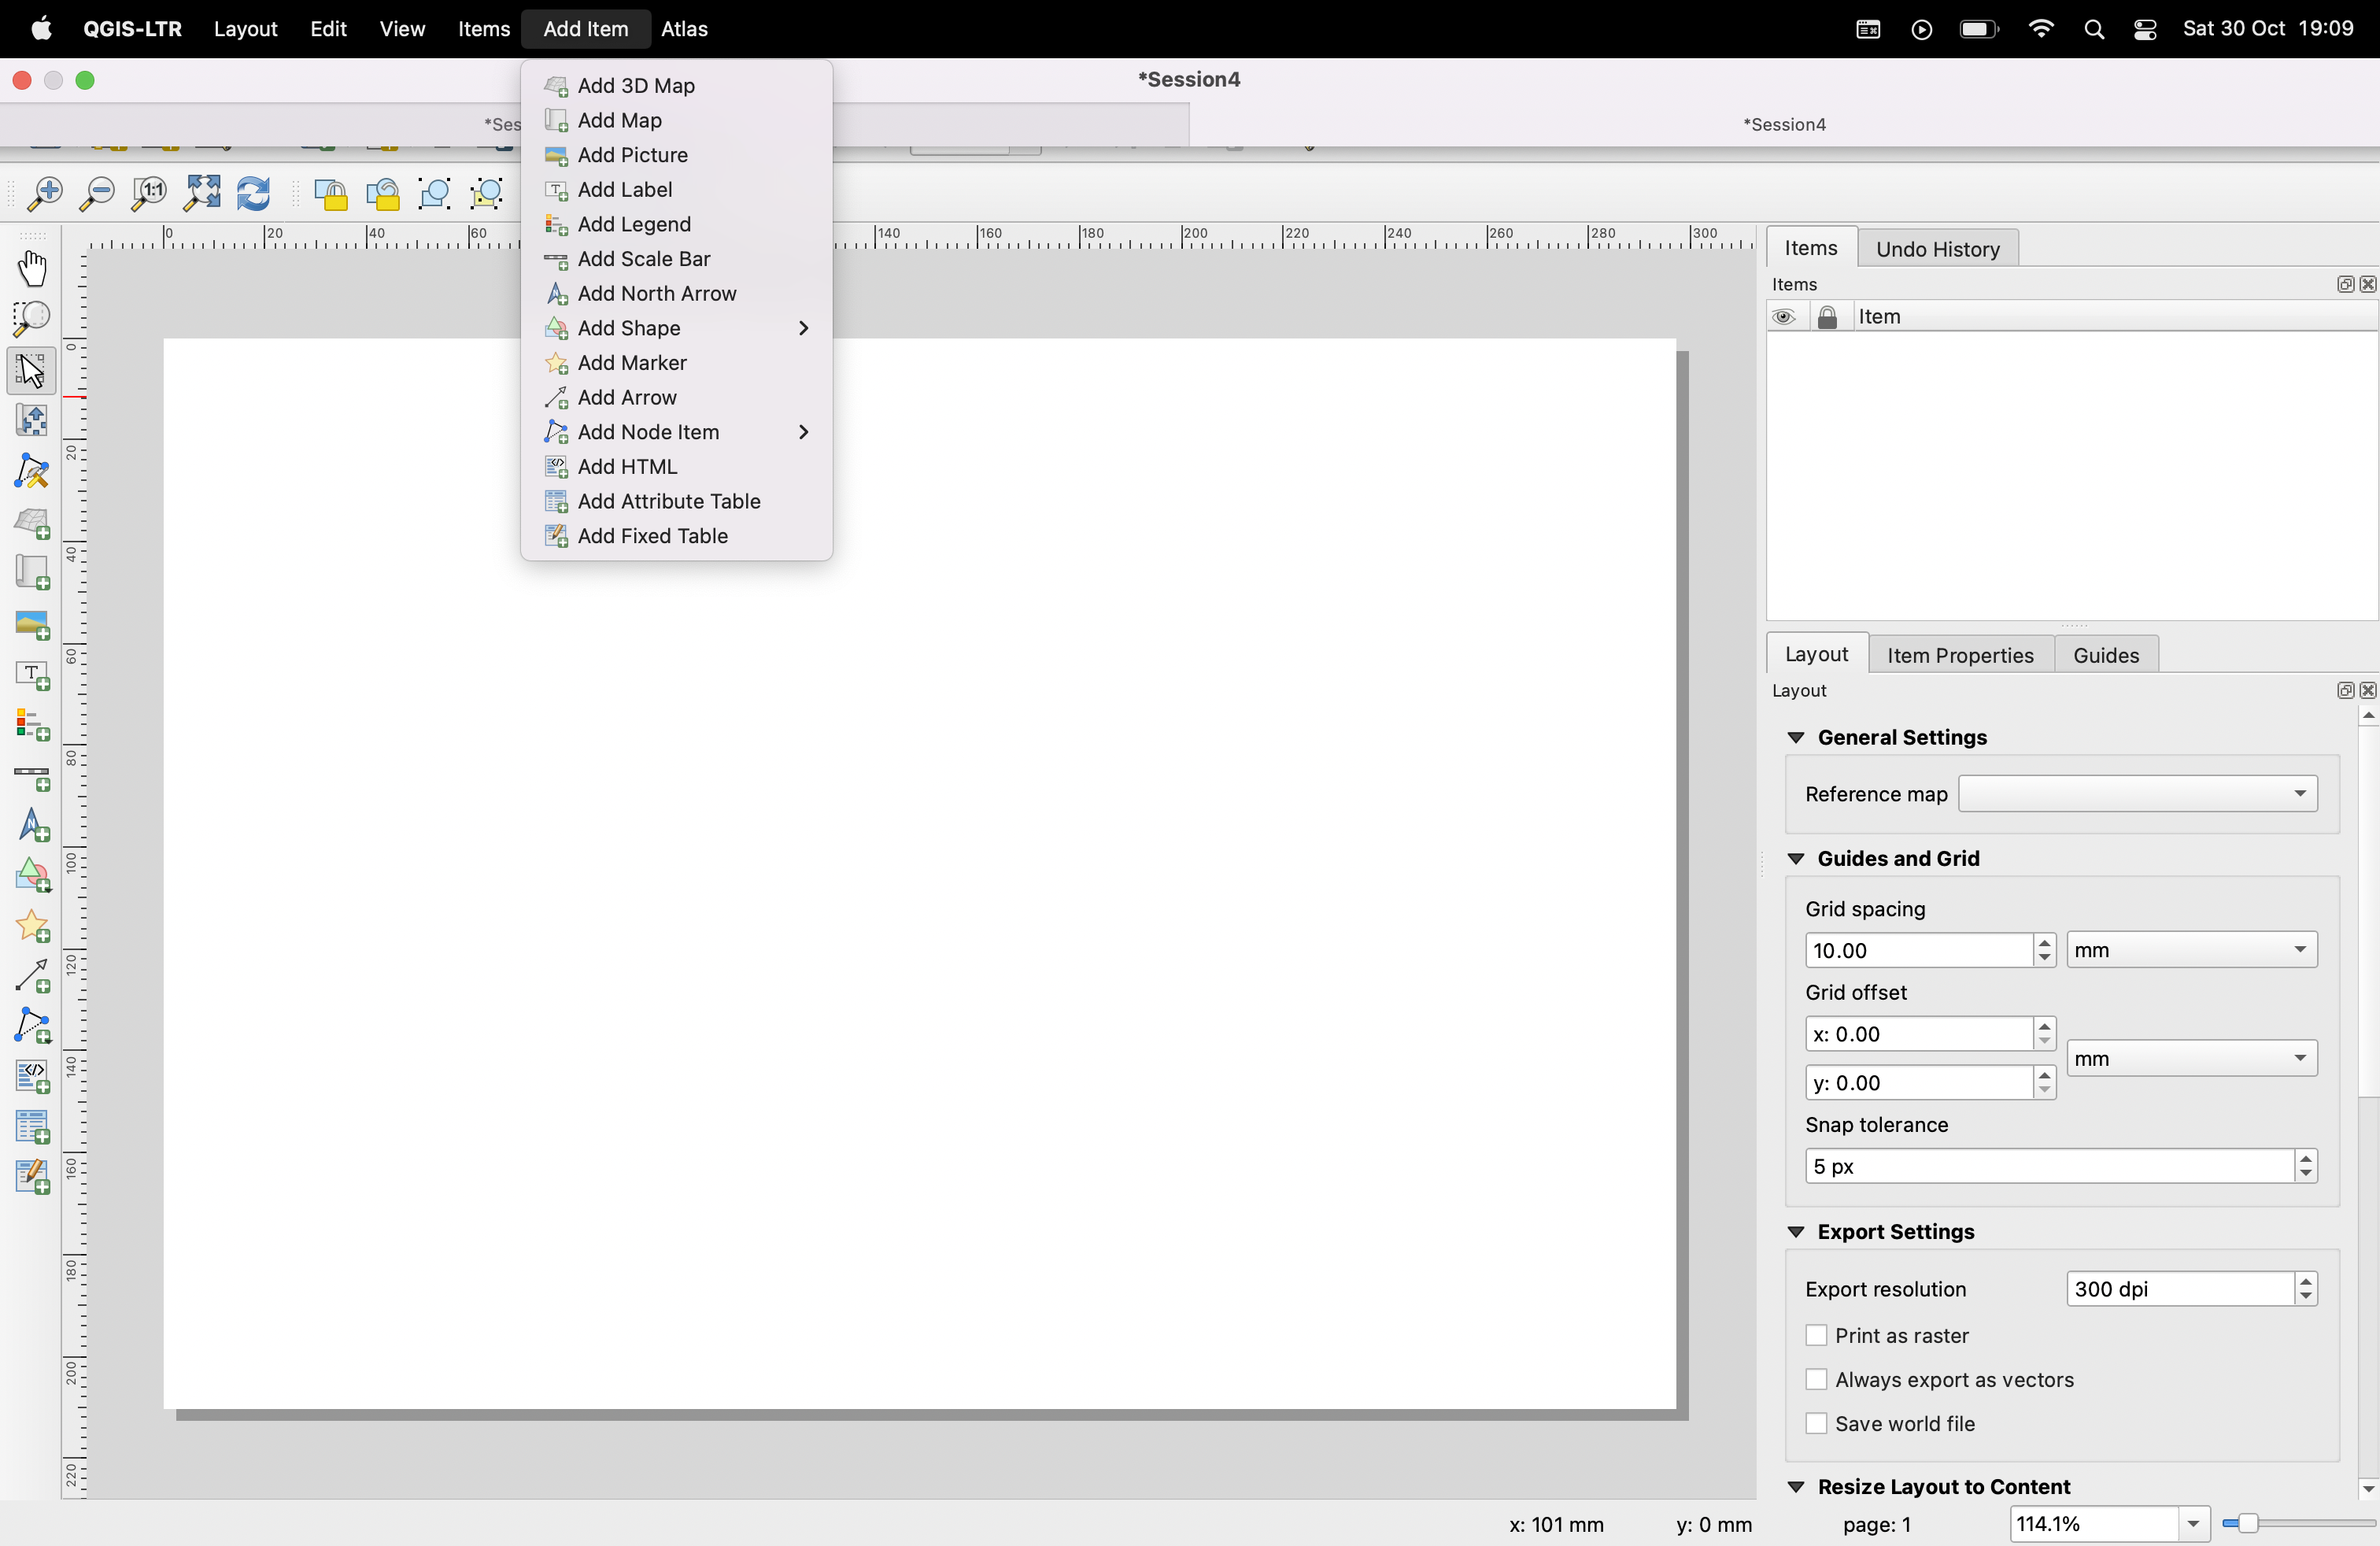 QGIS-LTR Layout Edit View Items Add Item Atlas Sat 30 Oct 19:09
*Session4
*Ses *Session4
Add 3D Map
Add Map
Add Picture
Add Label
Add Legend
Add Scale Bar
Add North Arrow
Add Shape
Add Marker
Add Arrow
Add Node Item
Add HTML
Add Attribute Table
Add Fixed Table
1:1
0 20 40 60 140 160 180 200 220 240 260 280 300
0
20
40
60
80
100
120
140
160
180
200
220
Items Undo History
Items
Item
Layout Item Properties Guides
Layout
General Settings
Reference map
Guides and Grid
Grid spacing
10.00 mm
Grid offset
x: 0.00
mm
y: 0.00
Snap tolerance
5 px
Export Settings
Export resolution 300 dpi
Print as raster
Always export as vectors
Save world file
Resize Layout to Content
x: 101 mm y: 0 mm page: 1 114.1%